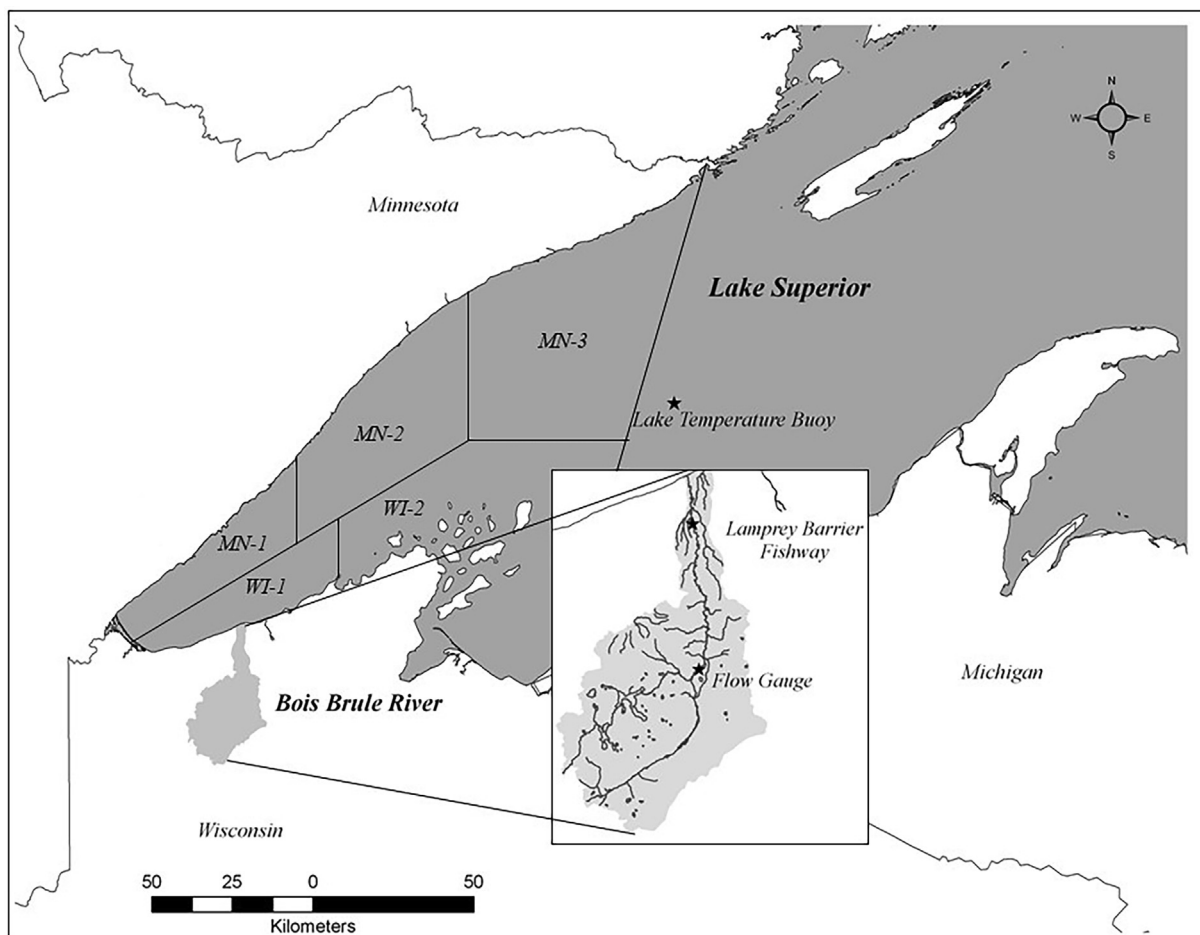 N
W E
S
Minnesota
Lake Superior
MN-3
Lake Temperature Buoy
MN-2
WI-2
MN-1
Lamprey Barrier
Fishway
WI-1
Michigan
Flow Gauge
Bois Brule River
Wisconsin
50 25 0 50
Kilometers